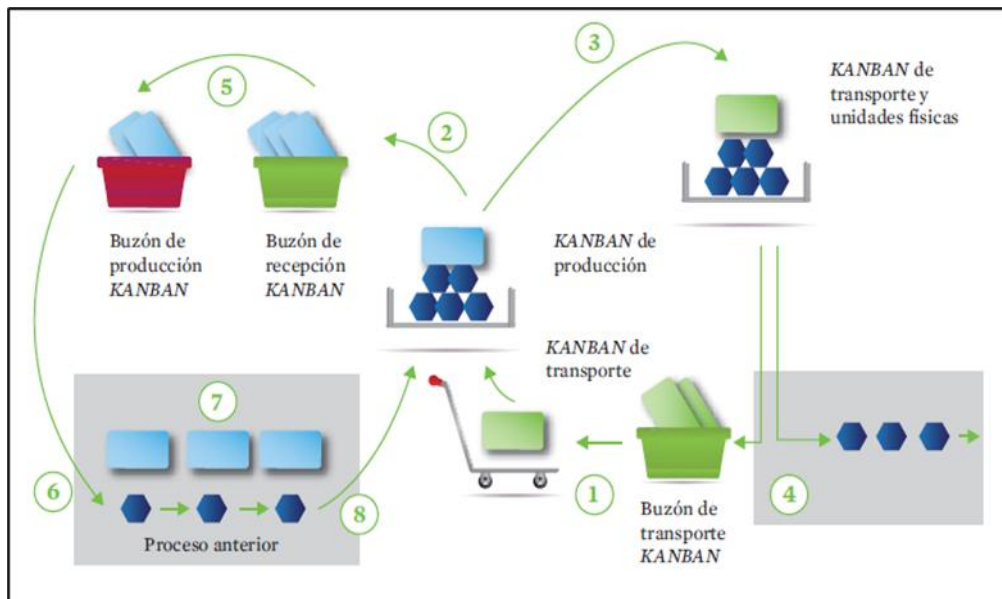 3
KANBAN de
transporte y
unidades físicas
5
2
Buzón de
producción
KANBAN
Buzón de
recepción
KANBAN
KANBAN de
producción
KANBAN de
transporte
7
6
8
1
4
Proceso anterior
Buzón de
transporte
KANBAN